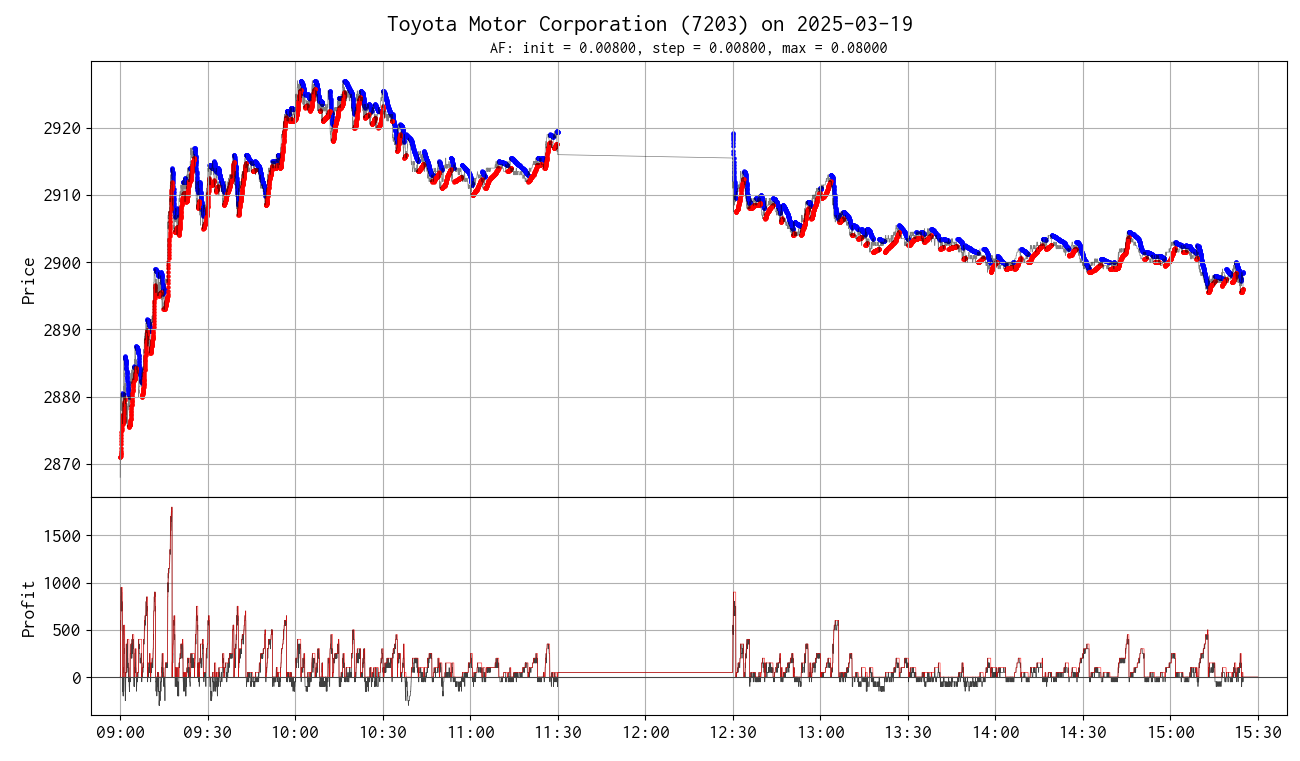 Toyota Motor Corporation (7203) on 2025-03-19
AF: init = 0.00800, step = 0.00800, max = 0.08000
Price
2920
2910
2900
2890
2880
2870
Profit
1500
1000
500
0
09:00 09:30 10:00 10:30 11:00 11:30 12:00 12:30 13:00 13:30 14:00 14:30 15:00 15:30